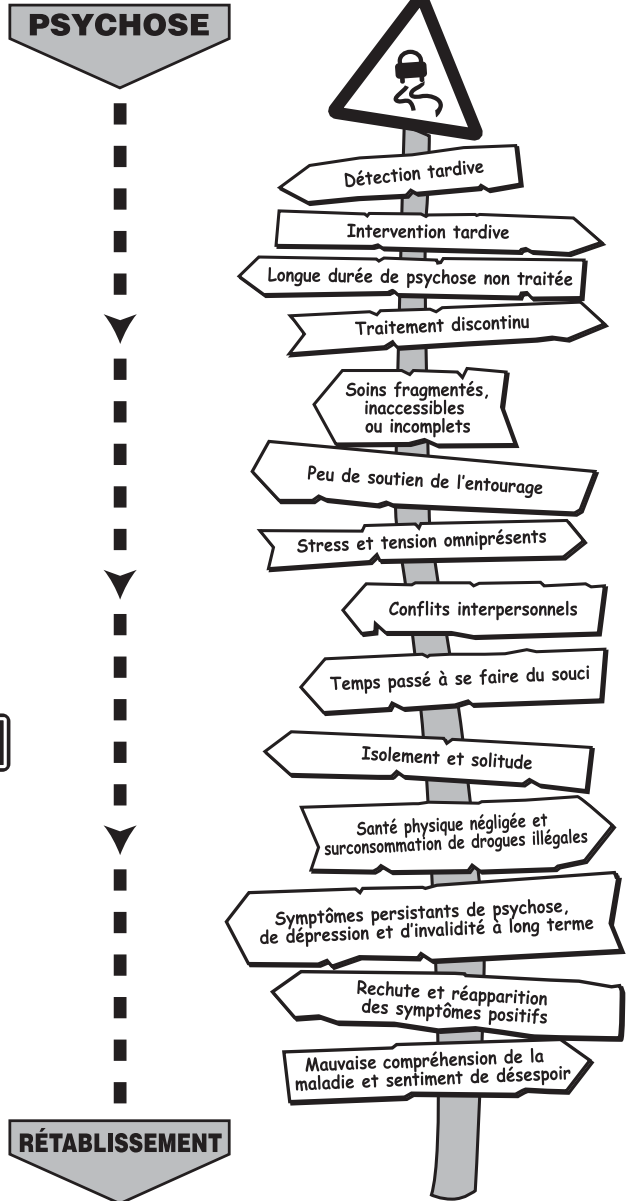 PSYCHOSE
Détection tardive
Intervention tardive
Longue durée de psychose non traitée
Traitement discontinu
Soins fragmentés,
inaccessibles
ou incomplets
Peu de soutien de l'entourage
Stress et tension omniprésents
Conflits interpersonnels
Temps passé à se faire du souci
Isolement et solitude
Santé physique négligée et
surconsommation de drogues illégales
Symptômes persistants de psychose,
de dépression et d'invalidité à long terme
Rechute et réapparition
des symptômes positifs
Mauvaise compréhension de la
maladie et sentiment de désespoir
RÉTABLISSEMENT